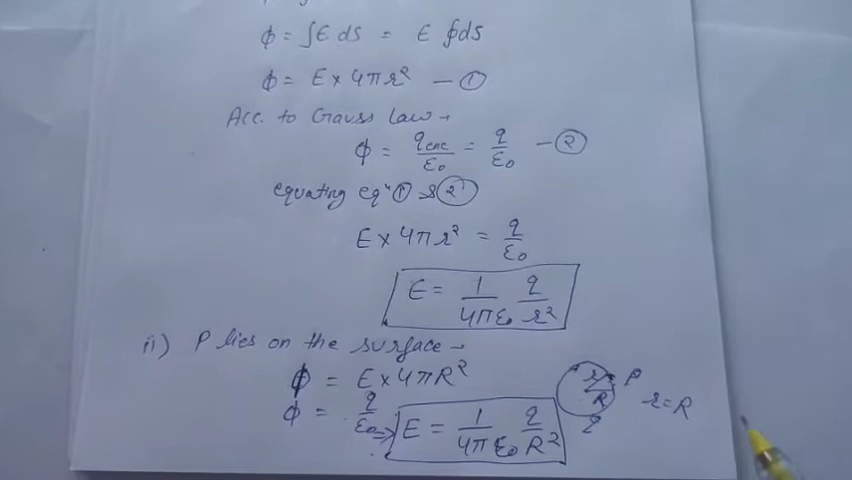 ϕ = ∫E ds = E ∮ds
ϕ = E × 4πr² — ①
Acc. to Gauss law →
ϕ = qenc/ε₀ = q/ε₀ — ②
equating eqⁿ ① & ②
E × 4πr² = q/ε₀
E = 1/4πε₀ q/r²
ii) P lies on the surface →
ϕ = E × 4πR²
ϕ = q/ε₀ ⇒ E = 1/4πε₀ q/R²
r P
R r = R
q